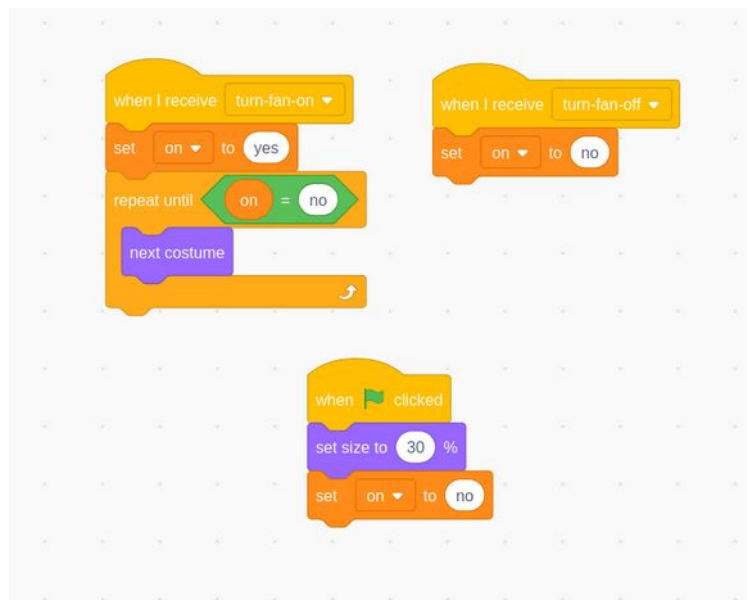 when I receive turn-fan-on
set on to yes
repeat until on = no
next costume
when I receive turn-fan-off
set on to no
when clicked
set size to 30 %
set on to no